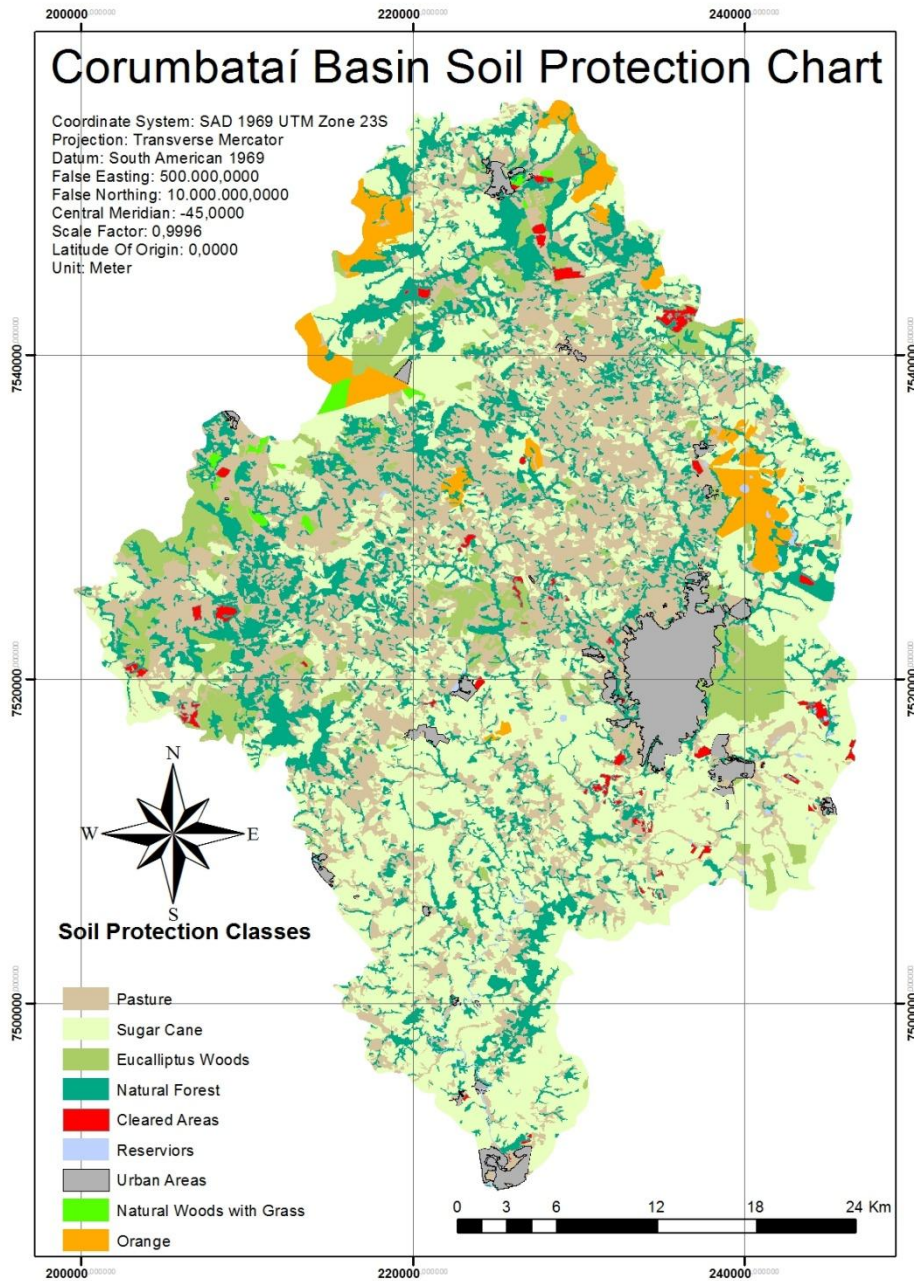 200000 220000 240000
Corumbataí Basin Soil Protection Chart
Coordinate System: SAD 1969 UTM Zone 23S
Projection: Transverse Mercator
Datum: South American 1969
False Easting: 500.000,0000
False Northing: 10.000.000,0000
Central Meridian: -45,0000
Scale Factor: 0,9996
Latitude Of Origin: 0,0000
Unit: Meter
7540000 7540000
7520000 7520000
N
W E
S
Soil Protection Classes
Pasture
Sugar Cane
7500000 7500000
Eucalliptus Woods
Natural Forest
Cleared Areas
Reserviors
Urban Areas
Natural Woods with Grass
Orange
0 3 6 12 18 24 Km
200000 220000 240000